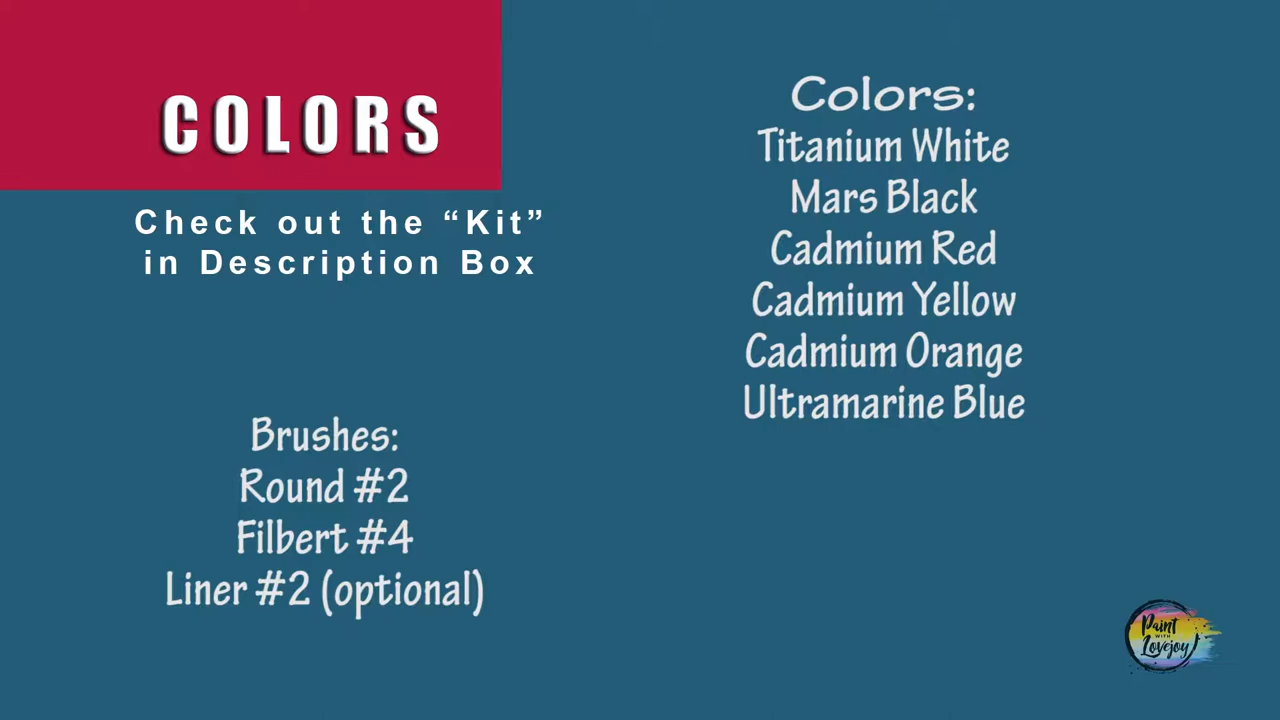 COLORS
Check out the “Kit”
in Description Box
Colors:
Titanium White
Mars Black
Cadmium Red
Cadmium Yellow
Cadmium Orange
Ultramarine Blue
Brushes:
Round #2
Filbert #4
Liner #2 (optional)
Paint
WITH
Lovejoy